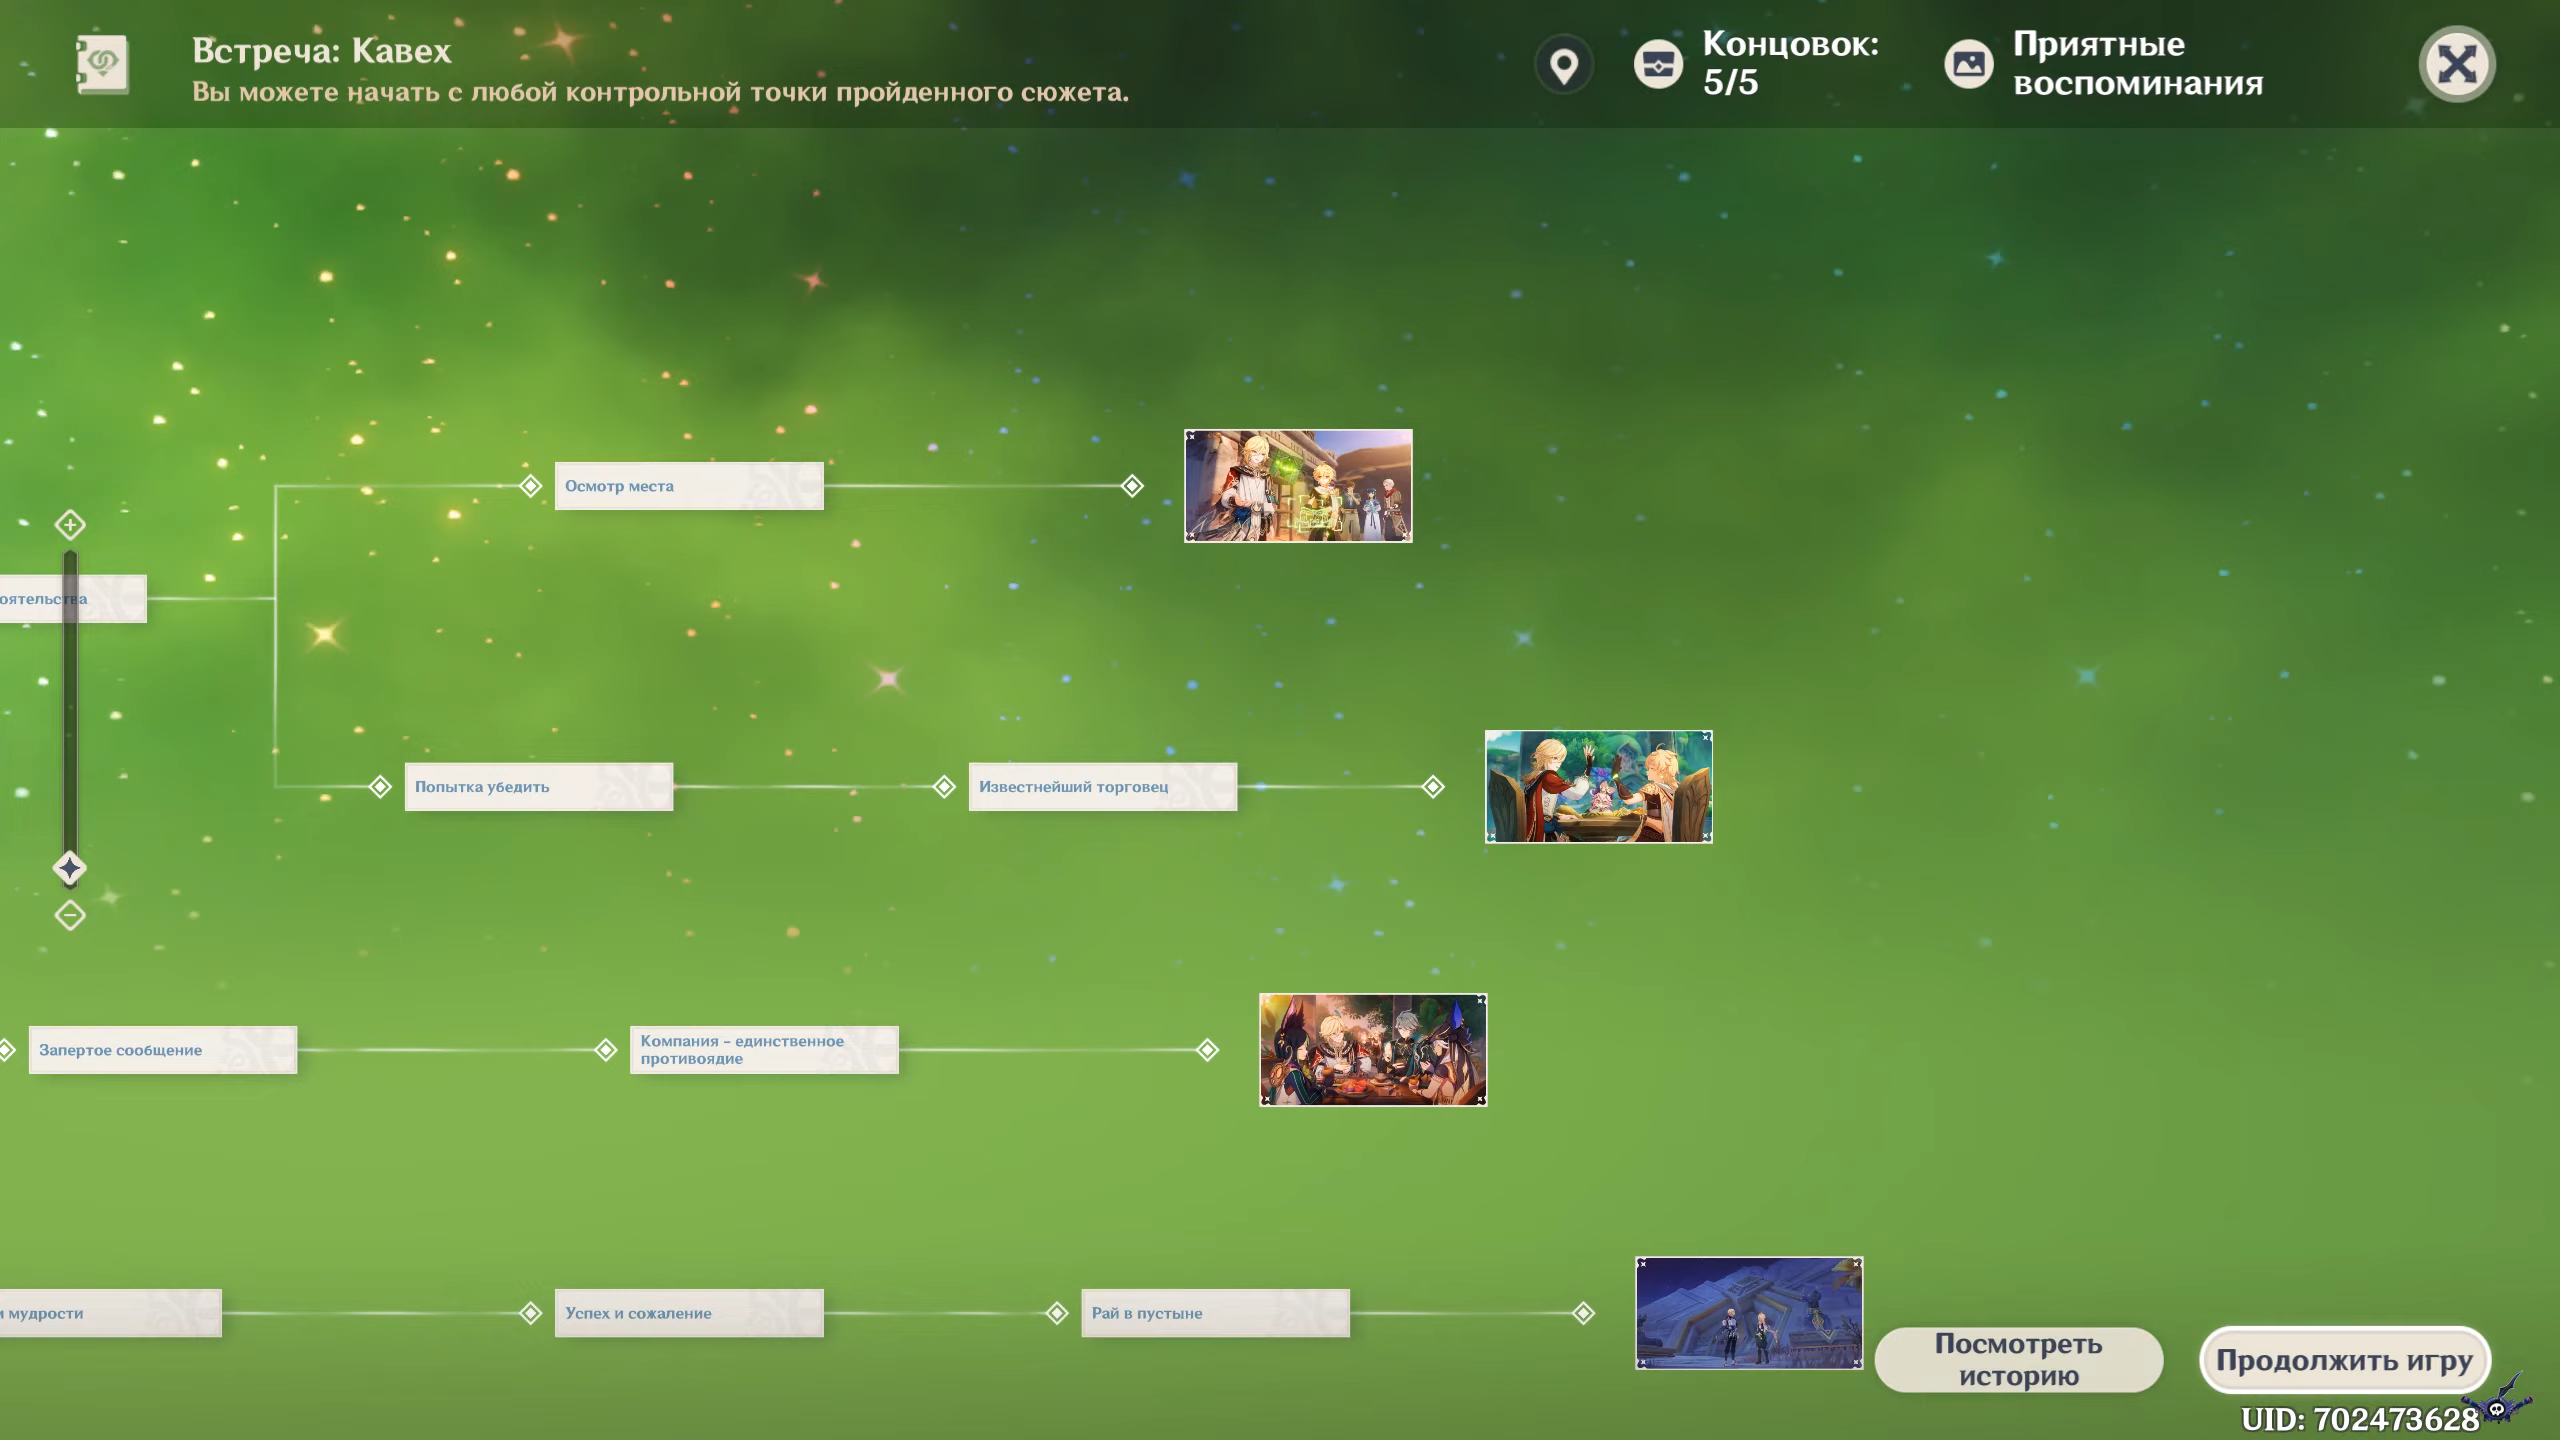 Встреча: Кавех
Вы можете начать с любой контрольной точки пройденного сюжета.
Концовок:
5/5
Приятные
воспоминания
Осмотр места
оятельства
Попытка убедить
Известнейший торговец
Запертое сообщение
Компания – единственное
противоядие
и мудрости
Успех и сожаление
Рай в пустыне
Посмотреть
историю
Продолжить игру
UID: 702473628